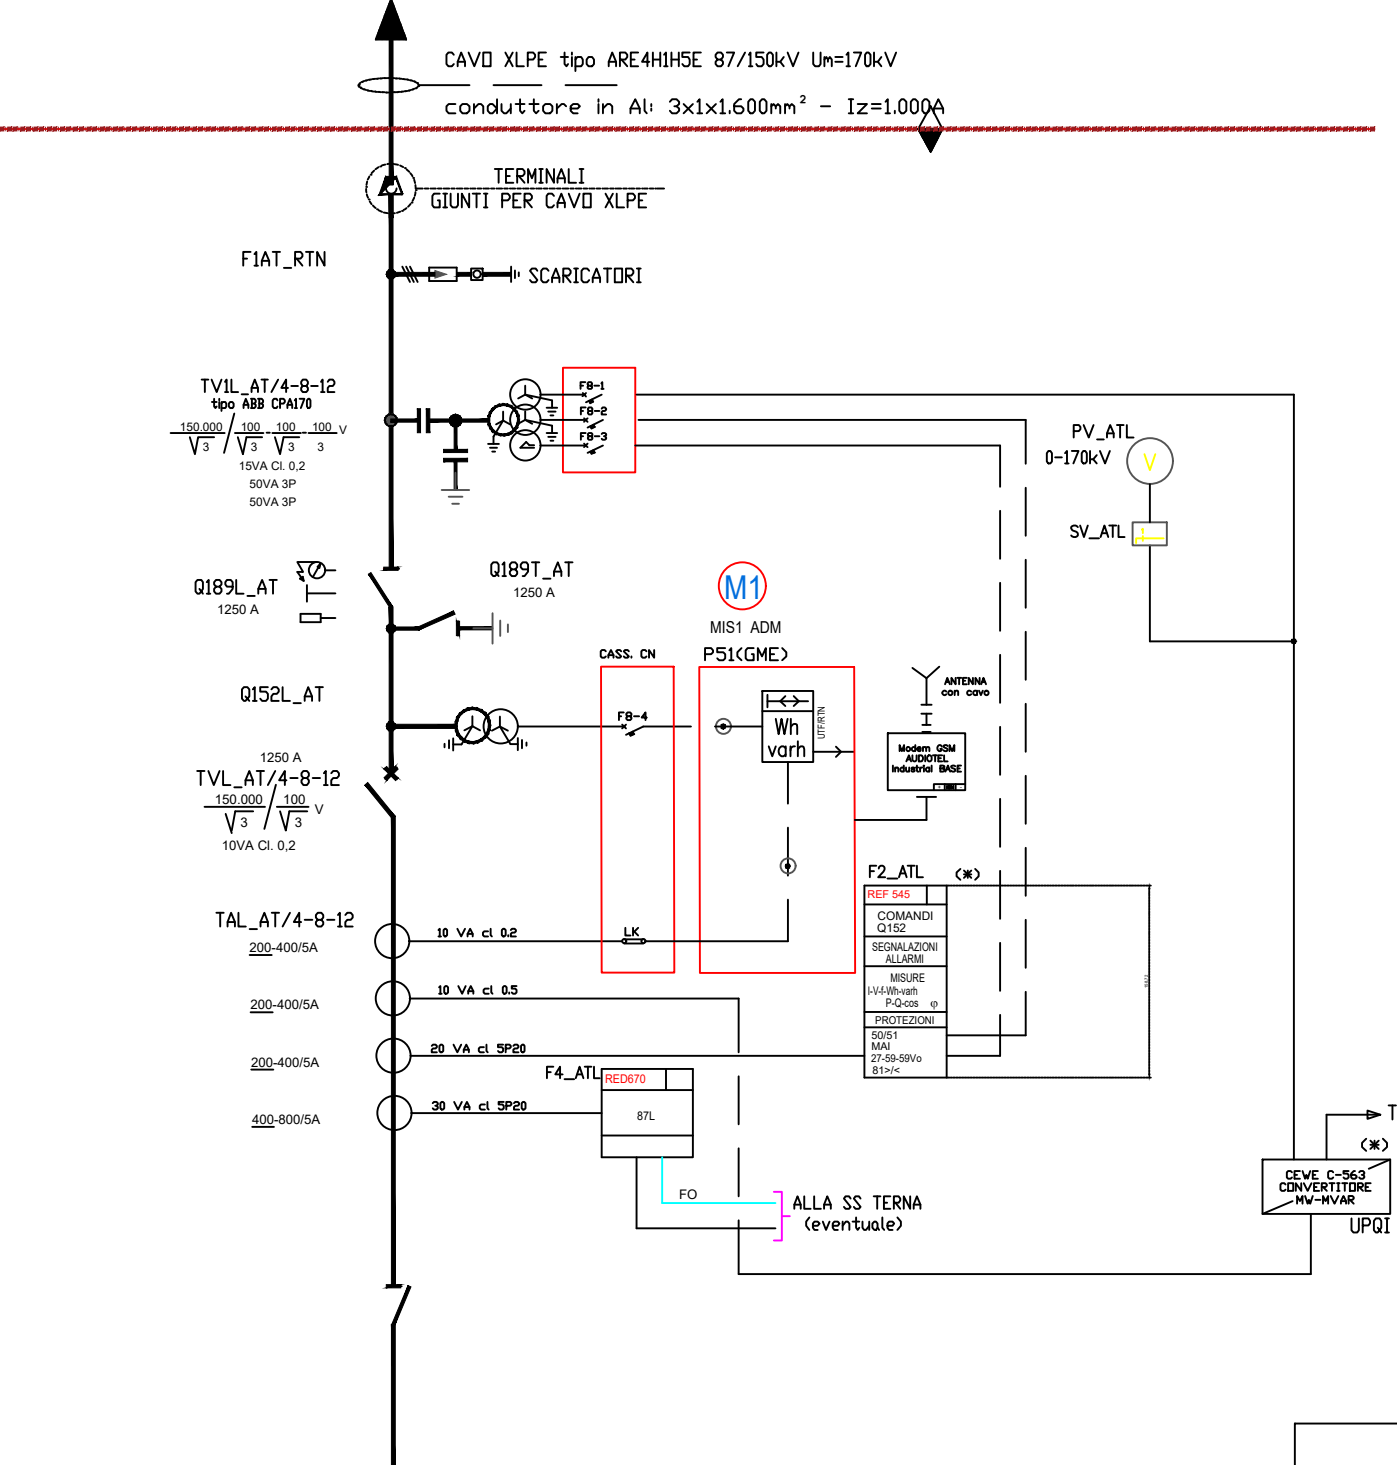 CAVO XLPE tipo ARE4H1H5E 87/150kV Um=170kV
conduttore in Al: 3x1x1.600mm² - Iz=1.000A
TERMINALI
GIUNTI PER CAVO XLPE
F1AT_RTN
SCARICATORI
TV1L_AT/4-8-12
tipo ABB CPA170
150.000/√3 / 100/√3 - 100/√3 - 100/3 V
15VA Cl. 0,2
50VA 3P
50VA 3P
F8-1
F8-2
F8-3
PV_ATL
0-170kV
V
SV_ATL
Q189L_AT
1250 A
Q189T_AT
1250 A
M1
MIS1 ADM
P51(GME)
CASS. CN
Q152L_AT
1250 A
F8-4
Wh
varh
UTF/RTN
ANTENNA
con cavo
Modem GSM
AUDIOTEL
Industrial BASE
TVL_AT/4-8-12
150.000/√3 / 100/√3 V
10VA Cl. 0,2
TAL_AT/4-8-12
200-400/5A
10 VA cl 0.2
LK
200-400/5A
10 VA cl 0.5
200-400/5A
20 VA cl 5P20
400-800/5A
30 VA cl 5P20
F2_ATL (*)
REF 545
COMANDI
Q152
SEGNALAZIONI
ALLARMI
MISURE
I-V-f-Wh-varh
P-Q-cos φ
PROTEZIONI
50/51
MAI
27-59-59Vo
81>/<
F4_ATL
RED670
87L
FO
ALLA SS TERNA
(eventuale)
T
(*)
CEWE C-563
CONVERTITORE
MW-MVAR
UPQI